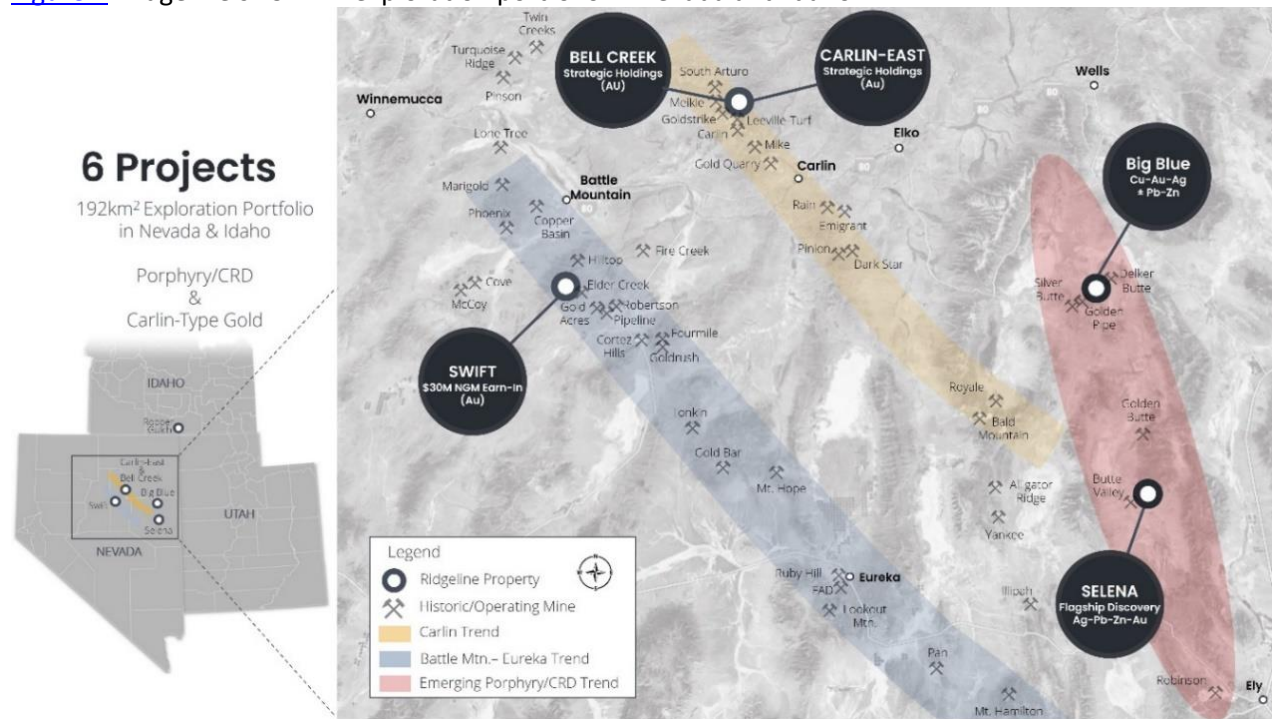 6 Projects
192km² Exploration Portfolio
in Nevada & Idaho
Porphyry/CRD
&
Carlin-Type Gold
IDAHO
Carlin-East
&
Bell Creek
Swift
Big Blue
Selena
UTAH
NEVADA
Twin
Creeks
Turquoise
Ridge
Pinson
Winnemucca
Lone Tree
BELL CREEK
Strategic Holdings
(AU)
CARLIN-EAST
Strategic Holdings
(Au)
South Arturo
Meikle
Goldstrike
Leeville-Turf
Carlin
Mike
Gold Quarry
Carlin
Elko
Wells
80
80
80
80
Big Blue
Cu-Au-Ag
± Pb-Zn
Marigold
Battle
Mountain
Phoenix
Copper
Basin
Rain
Emigrant
Pinion
Dark Star
Fire Creek
Hilltop
Cove
McCoy
Elder Creek
Gold
Acres
Robertson
Pipeline
Cortez
Hills
Fourmile
Goldrush
SWIFT
$30M NGM Earn-In
(Au)
Delker
Butte
Silver
Butte
Golden
Pipe
Royale
Bald
Mountain
Golden
Butte
Tonkin
Gold Bar
Mt. Hope
Alligator
Ridge
Yankee
Butte
Valley
SELENA
Flagship Discovery
Ag-Pb-Zn-Au
Ruby Hill
Eureka
FAD
Lookout
Mtn.
Illipah
Pan
Mt. Hamilton
Robinson
Ely
Legend
Ridgeline Property
Historic/Operating Mine
Carlin Trend
Battle Mtn.– Eureka Trend
Emerging Porphyry/CRD Trend